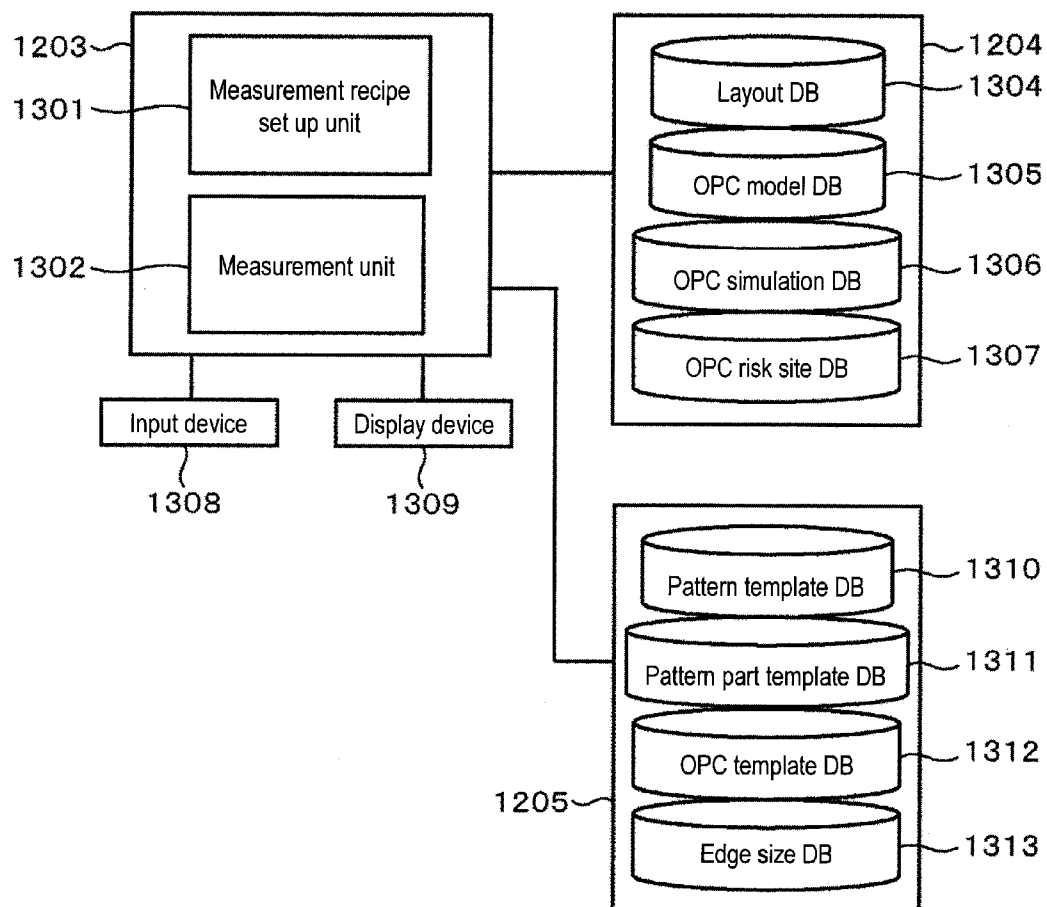 1203
1301
Measurement recipe
set up unit
1302
Measurement unit
Input device
Display device
1308
1309
1204
1304
Layout DB
1305
OPC model DB
1306
OPC simulation DB
1307
OPC risk site DB
1310
Pattern template DB
1311
Pattern part template DB
1312
OPC template DB
1205
1313
Edge size DB